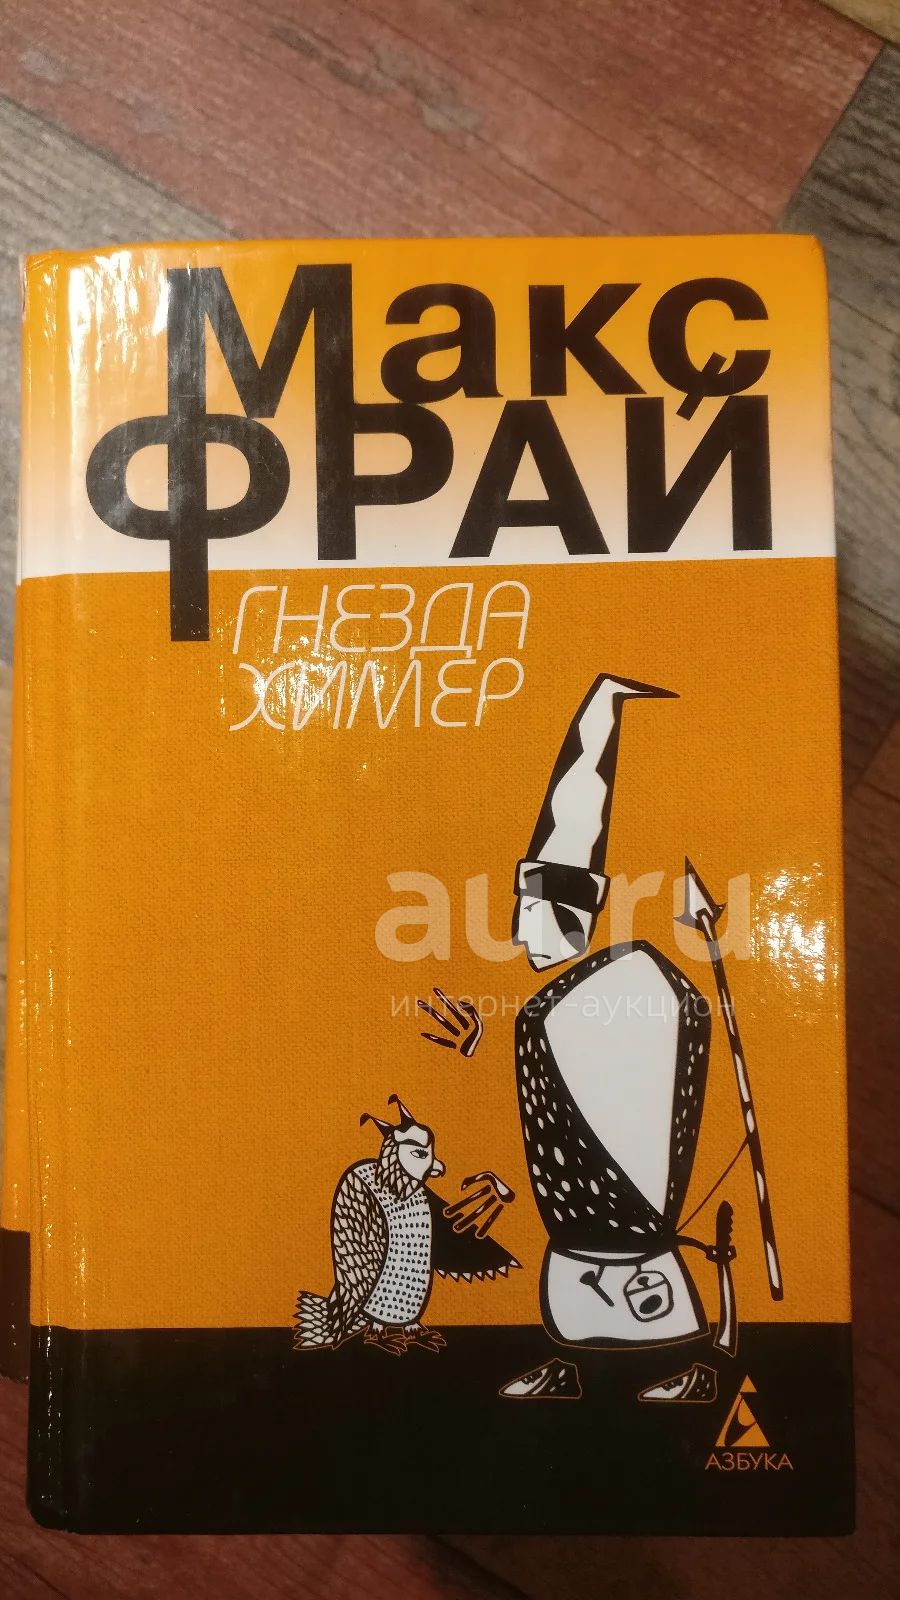 Макс
ФРАЙ
ГНЕЗДА
ХИМЕР
au.ru
интернет-аукцион
АЗБУКА